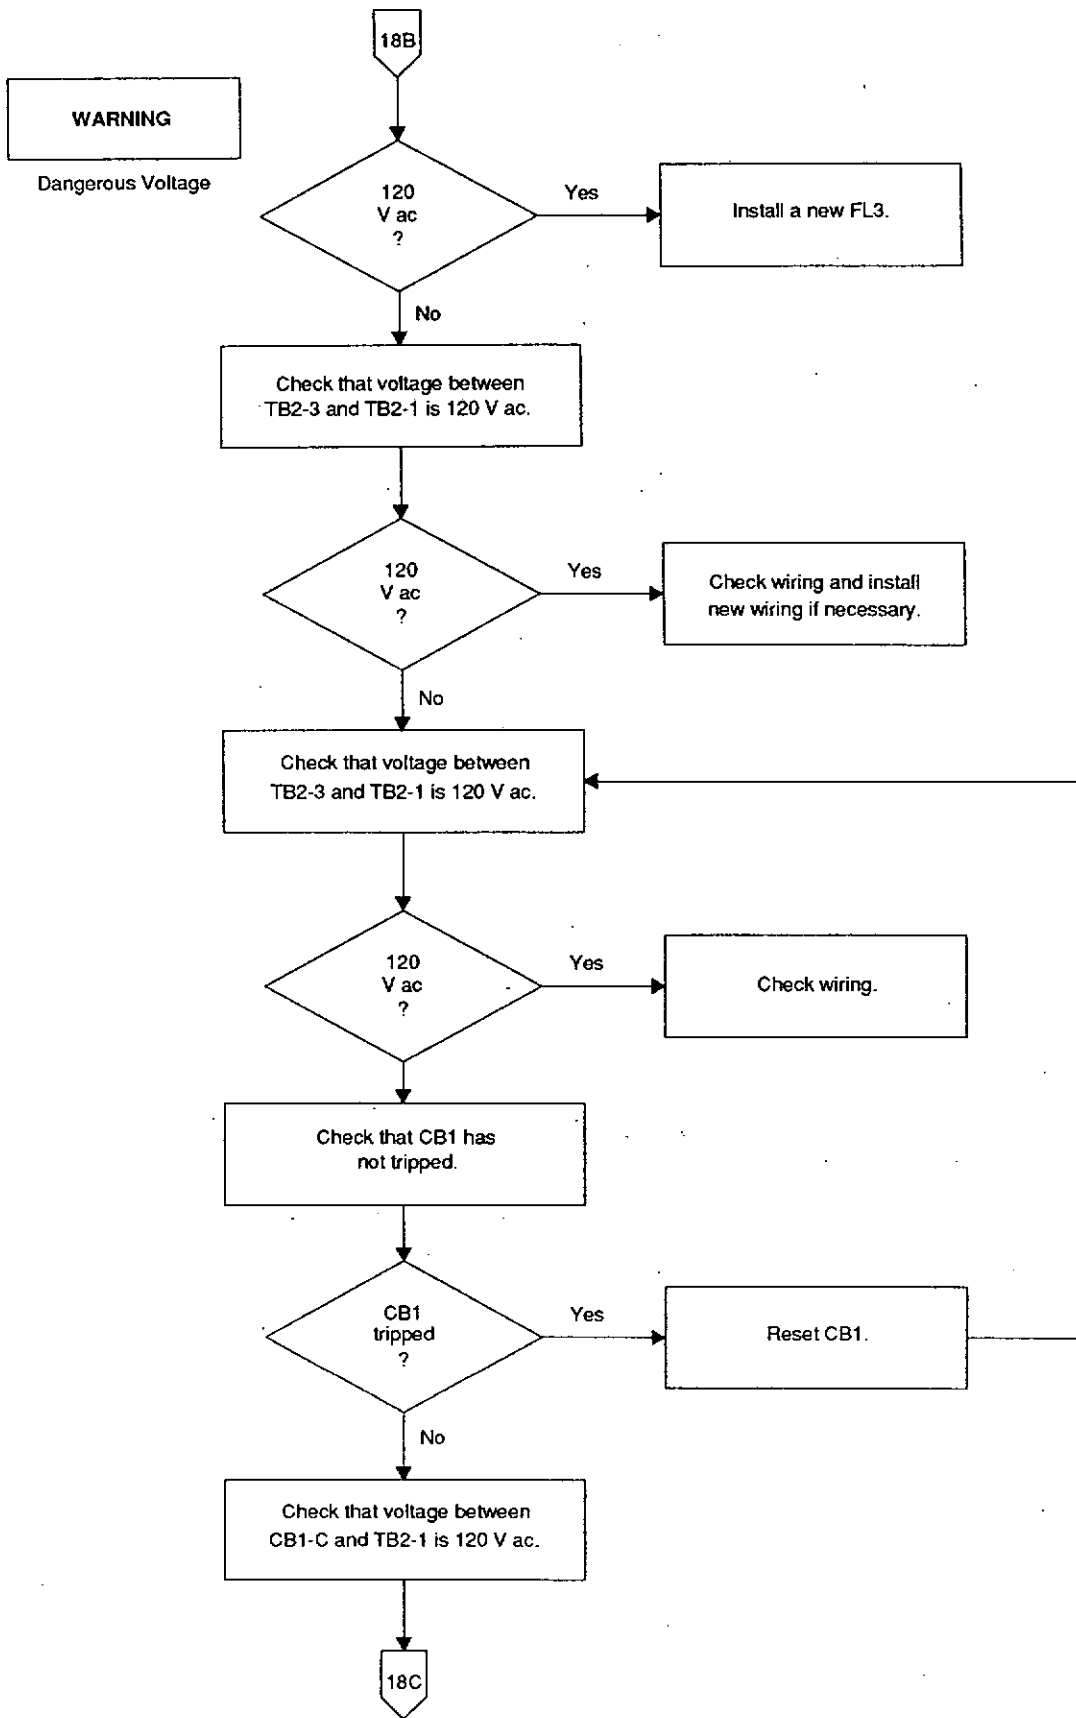 18B
WARNING
Dangerous Voltage
120
V ac
?
Yes
Install a new FL3.
No
Check that voltage between
TB2-3 and TB2-1 is 120 V ac.
120
V ac
?
Yes
Check wiring and install
new wiring if necessary.
No
Check that voltage between
TB2-3 and TB2-1 is 120 V ac.
120
V ac
?
Yes
Check wiring.
Check that CB1 has
not tripped.
CB1
tripped
?
Yes
Reset CB1.
No
Check that voltage between
CB1-C and TB2-1 is 120 V ac.
18C